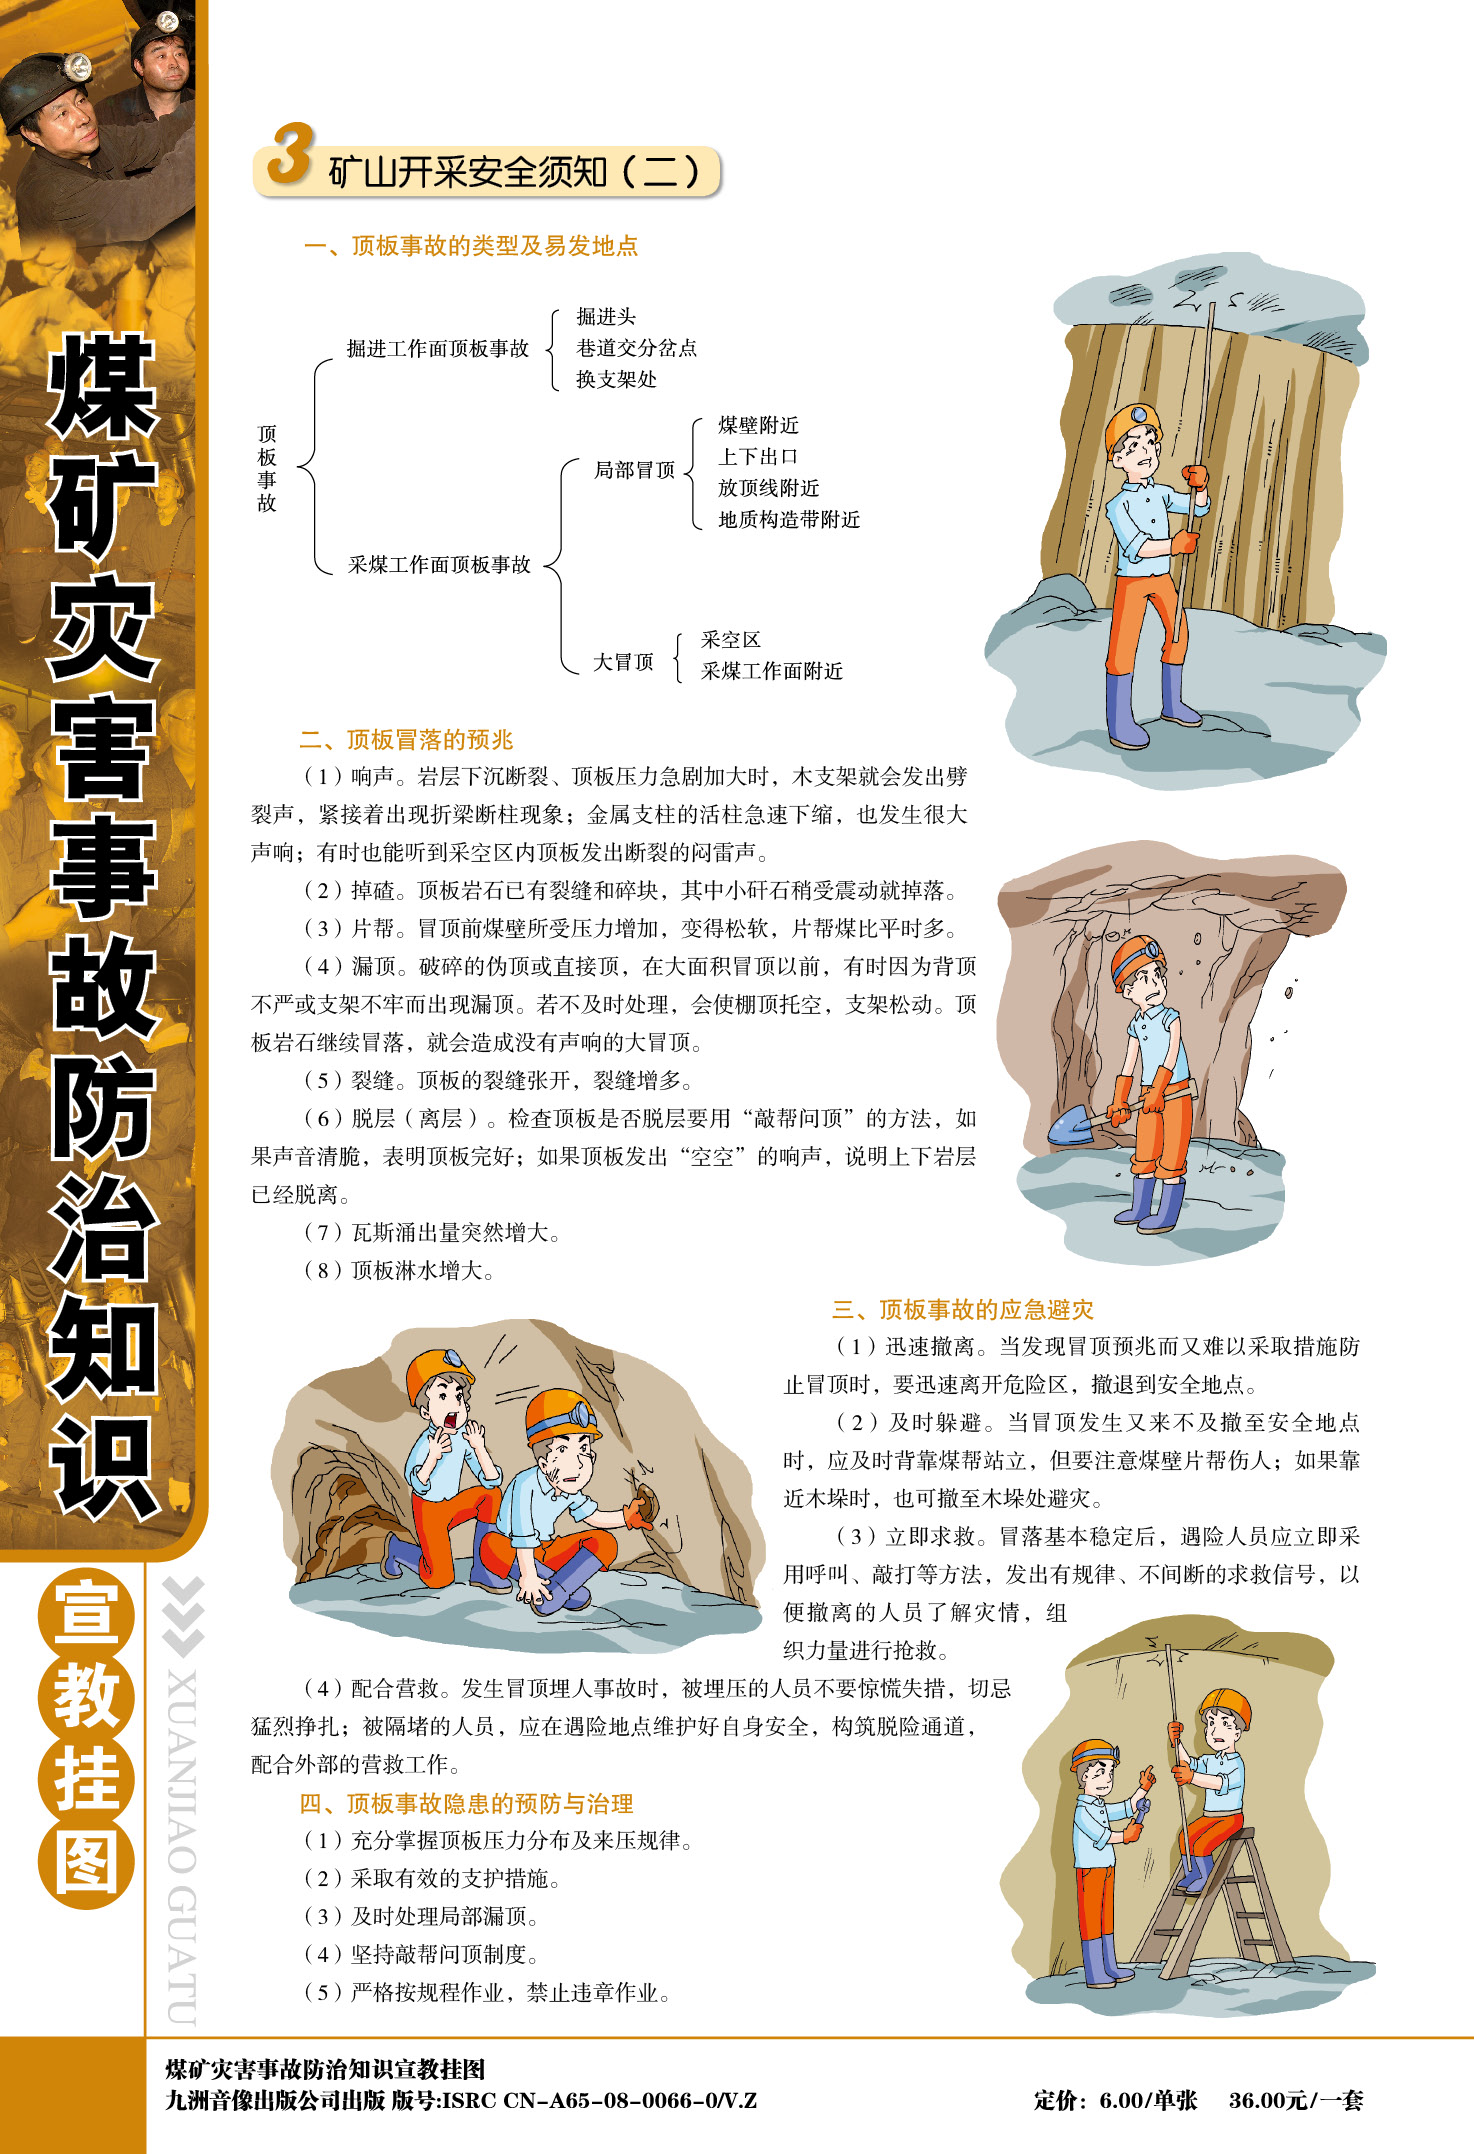 煤矿灾害事故防治知识
宣教挂图
XUANJIAO GUATU
3 矿山开采安全须知（二）
一、顶板事故的类型及易发地点
顶板事故
掘进工作面顶板事故
掘进头
巷道交分岔点
换支架处
采煤工作面顶板事故
局部冒顶
煤壁附近
上下出口
放顶线附近
地质构造带附近
大冒顶
采空区
采煤工作面附近
二、顶板冒落的预兆
（1）响声。岩层下沉断裂、顶板压力急剧加大时，木支架就会发出劈
裂声，紧接着出现折梁断柱现象；金属支柱的活柱急速下缩，也发生很大
声响；有时也能听到采空区内顶板发出断裂的闷雷声。
（2）掉碴。顶板岩石已有裂缝和碎块，其中小矸石稍受震动就掉落。
（3）片帮。冒顶前煤壁所受压力增加，变得松软，片帮煤比平时多。
（4）漏顶。破碎的伪顶或直接顶，在大面积冒顶以前，有时因为背顶
不严或支架不牢而出现漏顶。若不及时处理，会使棚顶托空，支架松动。顶
板岩石继续冒落，就会造成没有声响的大冒顶。
（5）裂缝。顶板的裂缝张开，裂缝增多。
（6）脱层（离层）。检查顶板是否脱层要用“敲帮问顶”的方法，如
果声音清脆，表明顶板完好；如果顶板发出“空空”的响声，说明上下岩层
已经脱离。
（7）瓦斯涌出量突然增大。
（8）顶板淋水增大。
三、顶板事故的应急避灾
（1）迅速撤离。当发现冒顶预兆而又难以采取措施防
止冒顶时，要迅速离开危险区，撤退到安全地点。
（2）及时躲避。当冒顶发生又来不及撤至安全地点
时，应及时背靠煤帮站立，但要注意煤壁片帮伤人；如果靠
近木垛时，也可撤至木垛处避灾。
（3）立即求救。冒落基本稳定后，遇险人员应立即采
用呼叫、敲打等方法，发出有规律、不间断的求救信号，以
便撤离的人员了解灾情，组
织力量进行抢救。
（4）配合营救。发生冒顶埋人事故时，被埋压的人员不要惊慌失措，切忌
猛烈挣扎；被隔堵的人员，应在遇险地点维护好自身安全，构筑脱险通道，
配合外部的营救工作。
四、顶板事故隐患的预防与治理
（1）充分掌握顶板压力分布及来压规律。
（2）采取有效的支护措施。
（3）及时处理局部漏顶。
（4）坚持敲帮问顶制度。
（5）严格按规程作业，禁止违章作业。
煤矿灾害事故防治知识宣教挂图
九洲音像出版公司出版 版号:ISRC CN-A65-08-0066-0/V.Z
定价：6.00/单张 36.00元/一套